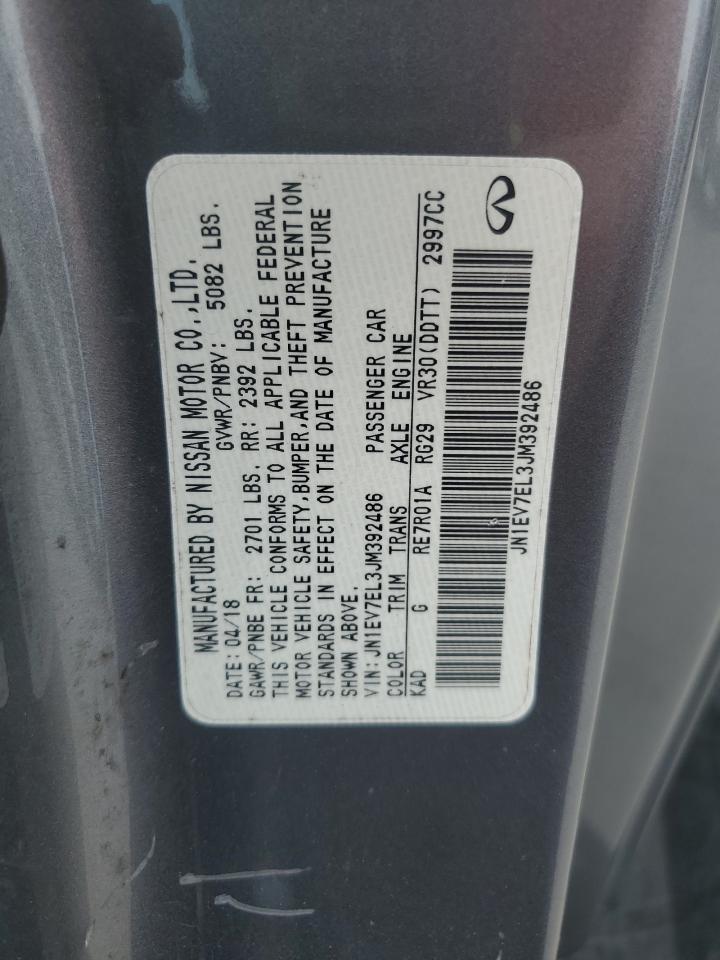 MANUFACTURED BY NISSAN MOTOR CO.,LTD.
DATE: 04/18 GVWR/PNBV: 5082 LBS.
GAWR/PNBE FR: 2701 LBS. RR: 2392 LBS.
THIS VEHICLE CONFORMS TO ALL APPLICABLE FEDERAL
MOTOR VEHICLE SAFETY,BUMPER,AND THEFT PREVENTION
STANDARDS IN EFFECT ON THE DATE OF MANUFACTURE
SHOWN ABOVE.
VIN: JN1EV7EL3JM392486 PASSENGER CAR
COLOR TRIM TRANS AXLE ENGINE
KAD G RE7R01A RG29 VR30(DDTT) 2997CC
JN1EV7EL3JM392486